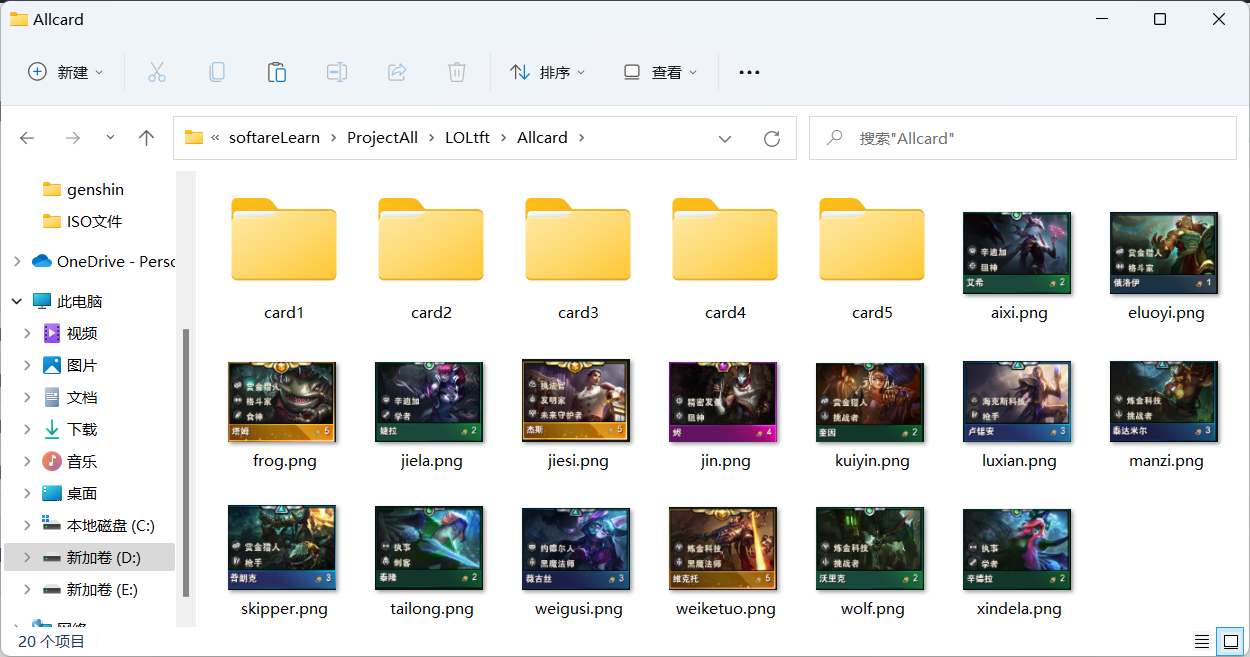 Allcard
新建
排序
查看
softareLearn
ProjectAll
LOLtft
Allcard
搜索"Allcard"
genshin
ISO文件
OneDrive - Persc
此电脑
视频
图片
文档
下载
音乐
桌面
本地磁盘 (C:)
新加卷 (D:)
新加卷 (E:)
card1
card2
card3
card4
card5
辛迪加
狙神
艾希 2
aixi.png
赏金猎人
格斗家
俄洛伊 1
eluoyi.png
赏金猎人
格斗家
食神
塔姆 5
frog.png
辛迪加
学者
婕拉 2
jiela.png
执法官
发明家
未来守护者
杰斯 5
jiesi.png
狙神
烬 4
jin.png
赏金猎人
挑战者
奎因 2
kuiyin.png
海克斯科技
枪手
卢锡安 3
luxian.png
炼金科技
挑战者
泰达米尔 3
manzi.png
赏金猎人
枪手
普朗克 3
skipper.png
执事
刺客
泰隆 2
tailong.png
约德尔人
黑魔法师
薇古丝 3
weigusi.png
炼金科技
黑魔法师
维克托 5
weiketuo.png
炼金科技
挑战者
沃里克 2
wolf.png
执事
学者
辛德拉 2
xindela.png
20 个项目